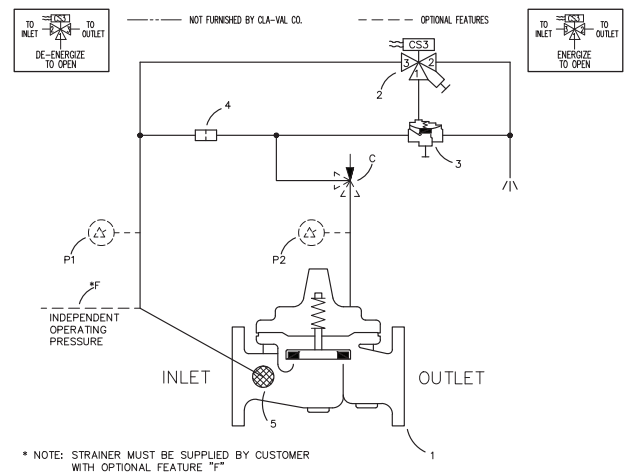 NOT FURNISHED BY CLA-VAL CO.
OPTIONAL FEATURES
CS3
TO INLET
TO OUTLET
DE-ENERGIZE
TO OPEN
CS3
TO INLET
TO OUTLET
ENERGIZE
TO OPEN
CS3
3
2
1
2
4
3
C
P1
P2
*F
INDEPENDENT
OPERATING
PRESSURE
INLET
OUTLET
5
1
* NOTE: STRAINER MUST BE SUPPLIED BY CUSTOMER
WITH OPTIONAL FEATURE "F"